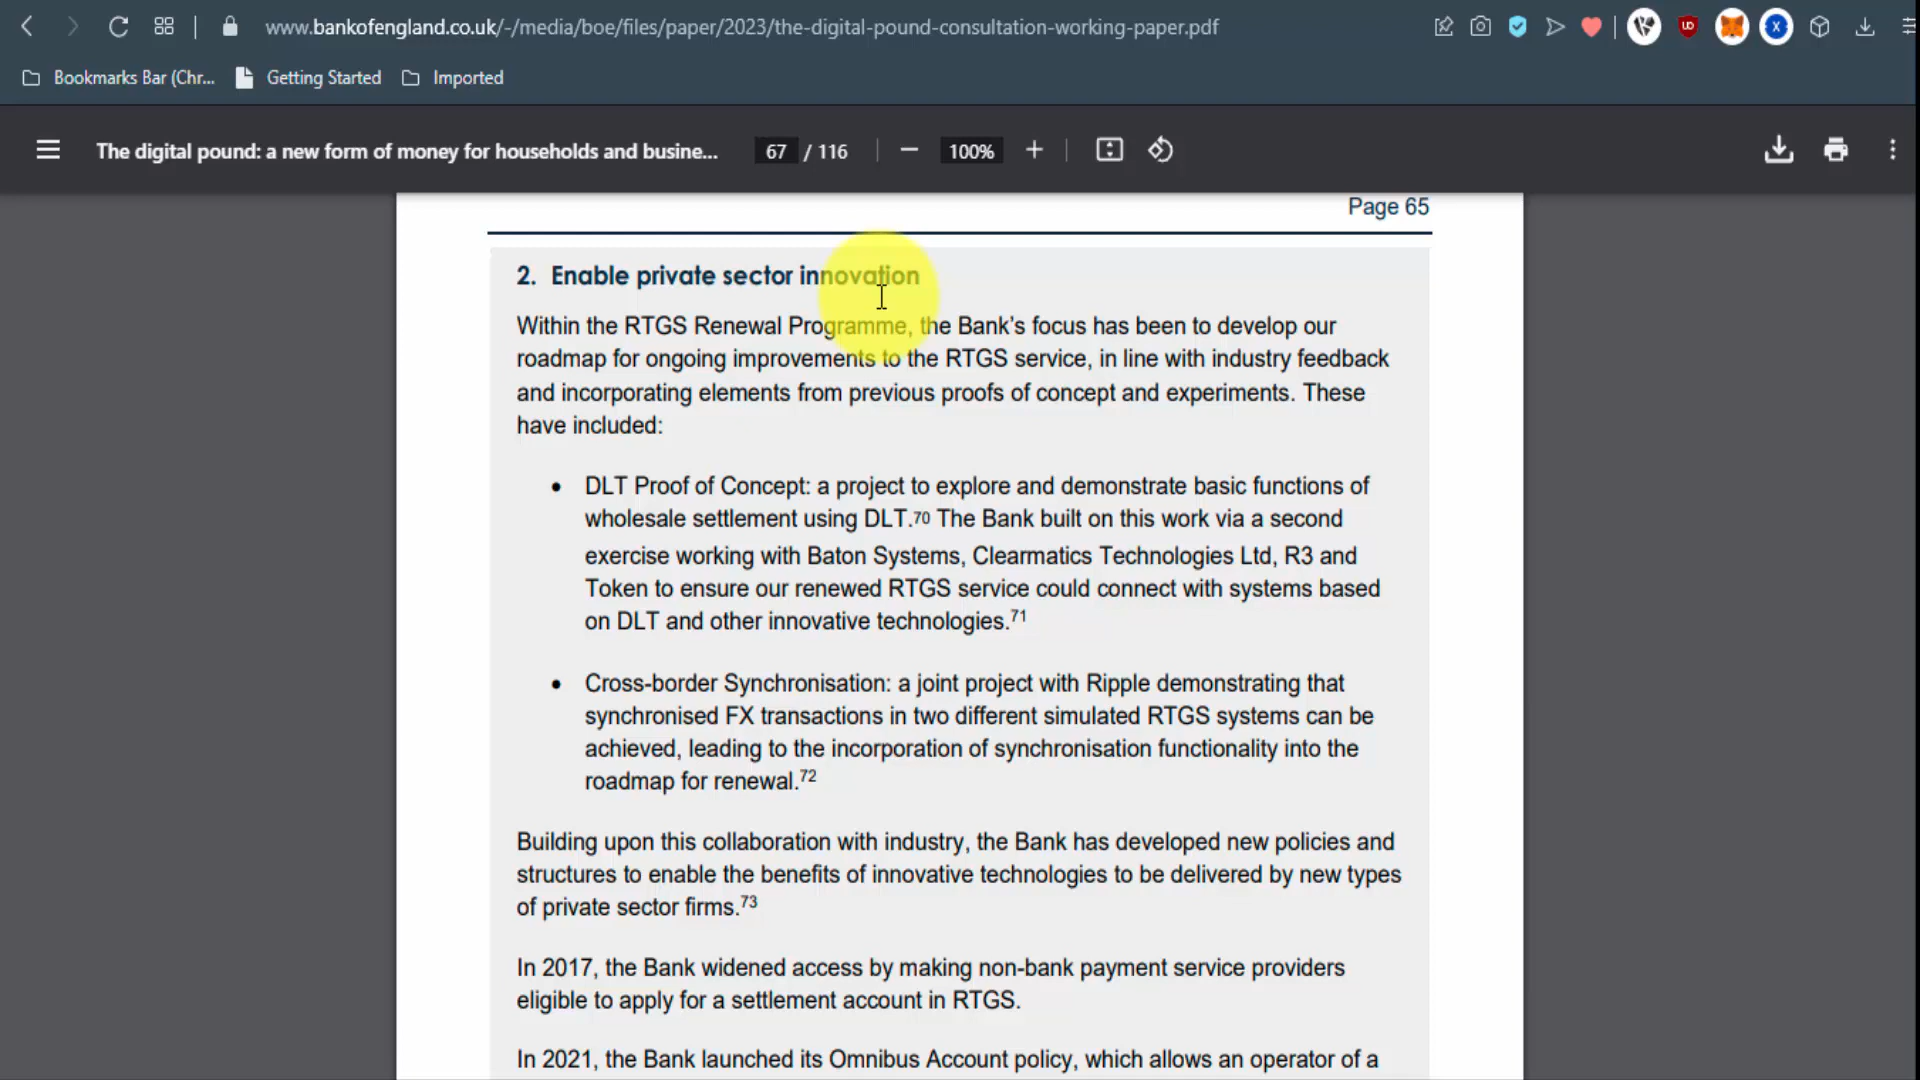 www.bankofengland.co.uk/-/media/boe/files/paper/2023/the-digital-pound-consultation-working-paper.pdf
Bookmarks Bar (Chr...
Getting Started
Imported
The digital pound: a new form of money for households and busine...
67 / 116
100%
Page 65
2. Enable private sector innovation
Within the RTGS Renewal Programme, the Bank's focus has been to develop our
roadmap for ongoing improvements to the RTGS service, in line with industry feedback
and incorporating elements from previous proofs of concept and experiments. These
have included:
• DLT Proof of Concept: a project to explore and demonstrate basic functions of
wholesale settlement using DLT.70 The Bank built on this work via a second
exercise working with Baton Systems, Clearmatics Technologies Ltd, R3 and
Token to ensure our renewed RTGS service could connect with systems based
on DLT and other innovative technologies.71
• Cross-border Synchronisation: a joint project with Ripple demonstrating that
synchronised FX transactions in two different simulated RTGS systems can be
achieved, leading to the incorporation of synchronisation functionality into the
roadmap for renewal.72
Building upon this collaboration with industry, the Bank has developed new policies and
structures to enable the benefits of innovative technologies to be delivered by new types
of private sector firms.73
In 2017, the Bank widened access by making non-bank payment service providers
eligible to apply for a settlement account in RTGS.
In 2021, the Bank launched its Omnibus Account policy, which allows an operator of a